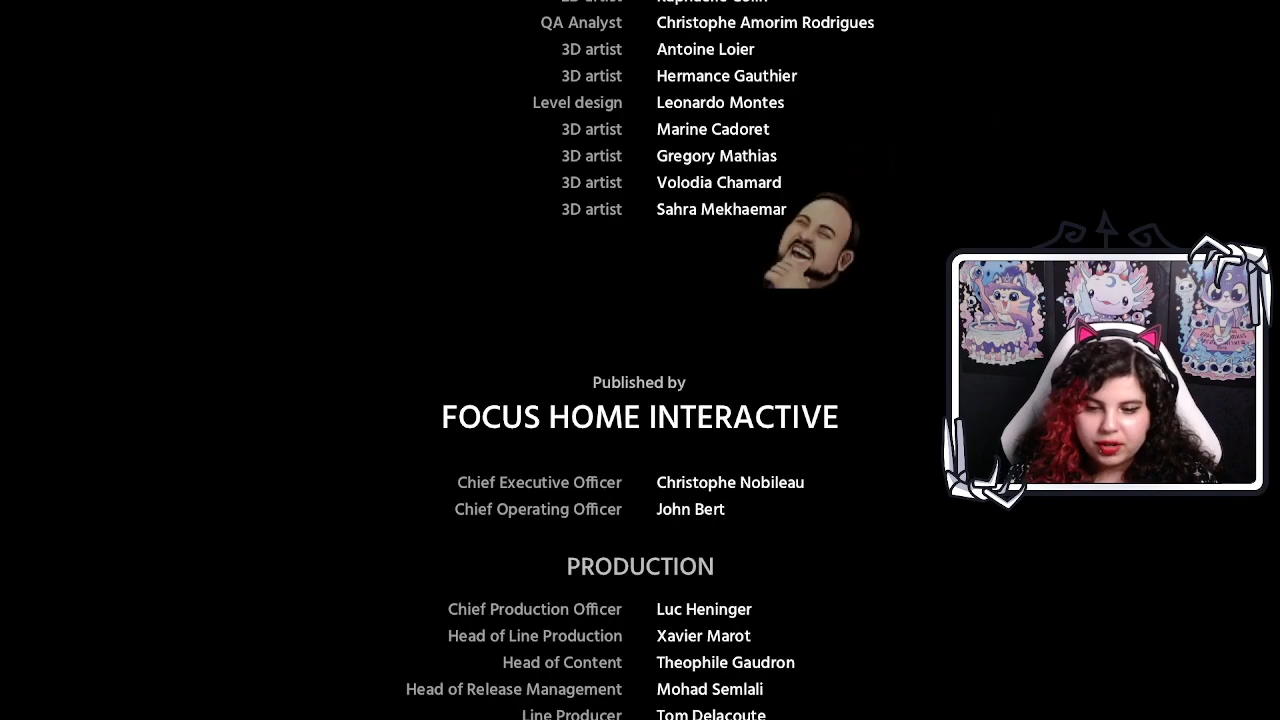 QA Analyst Christophe Amorim Rodrigues
3D artist Antoine Loier
3D artist Hermance Gauthier
Level design Leonardo Montes
3D artist Marine Cadoret
3D artist Gregory Mathias
3D artist Volodia Chamard
3D artist Sahra Mekhaemar
Published by
FOCUS HOME INTERACTIVE
Chief Executive Officer Christophe Nobileau
Chief Operating Officer John Bert
PRODUCTION
Chief Production Officer Luc Heninger
Head of Line Production Xavier Marot
Head of Content Theophile Gaudron
Head of Release Management Mohad Semlali
Line Producer Tom Delacoute